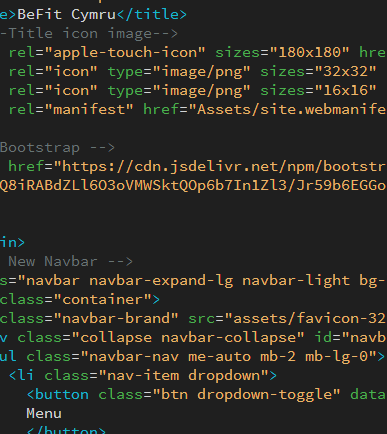 e>BeFit Cymru</title>
-Title icon image-->
rel="apple-touch-icon" sizes="180x180" hre
rel="icon" type="image/png" sizes="32x32"
rel="icon" type="image/png" sizes="16x16"
rel="manifest" href="Assets/site.webmanife
Bootstrap -->
href="https://cdn.jsdelivr.net/npm/bootstr
Q8iRABdZLl6O3oVMWSktQOp6b7In1Zl3/Jr59b6EGGo
in>
New Navbar -->
s="navbar navbar-expand-lg navbar-light bg-
class="container">
class="navbar-brand" src="assets/favicon-32
v class="collapse navbar-collapse" id="navb
ul class="navbar-nav me-auto mb-2 mb-lg-0">
<li class="nav-item dropdown">
<button class="btn dropdown-toggle" data
Menu
</button>